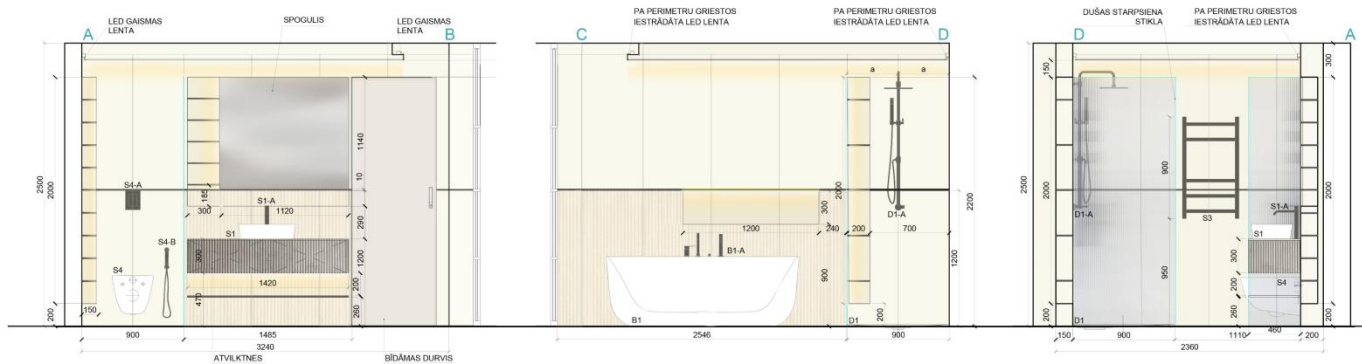 LED GAISMAS
LENTA
A
SPOGULIS
LED GAISMAS
LENTA
B
2500
2000
200
150
S4-A
S4-B
S4
185
300
1120
S1-A
S1
300
1420
470
1140
10
290
1200
200
260
900
1485
3240
ATVILKTNES
BĪDĀMAS DURVIS
C
PA PERIMETRU GRIESTOS
IESTRĀDĀTA LED LENTA
PA PERIMETRU GRIESTOS
IESTRĀDĀTA LED LENTA
D
a
a
2000
300
1200
240
200
700
D1-A
B1-A
900
B1
200
D1
2546
900
2200
1200
DUŠAS STARPSIENA
STIKLA
D
PA PERIMETRU GRIESTOS
IESTRĀDĀTA LED LENTA
A
300
150
2500
2000
200
D1-A
900
S3
950
S1-A
S1
300
S4
200
260
2000
200
D1
150
900
1110
460
200
2360